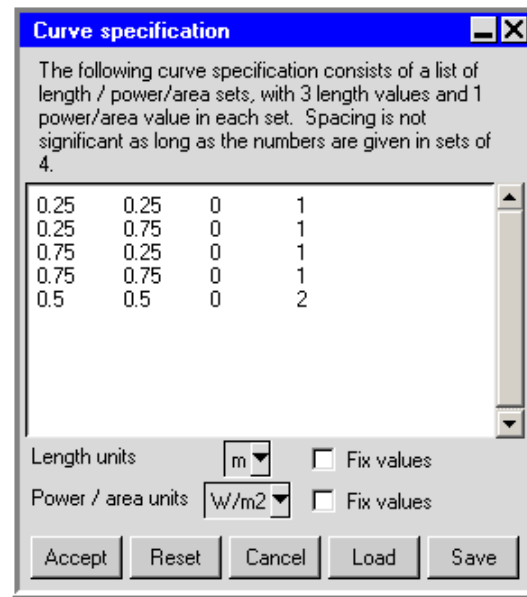 Curve specification
The following curve specification consists of a list of
length / power/area sets, with 3 length values and 1
power/area value in each set. Spacing is not
significant as long as the numbers are given in sets of
4.
0.25 0.25 0 1
0.25 0.75 0 1
0.75 0.25 0 1
0.75 0.75 0 1
0.5 0.5 0 2
Length units m Fix values
Power / area units W/m2 Fix values
Accept Reset Cancel Load Save